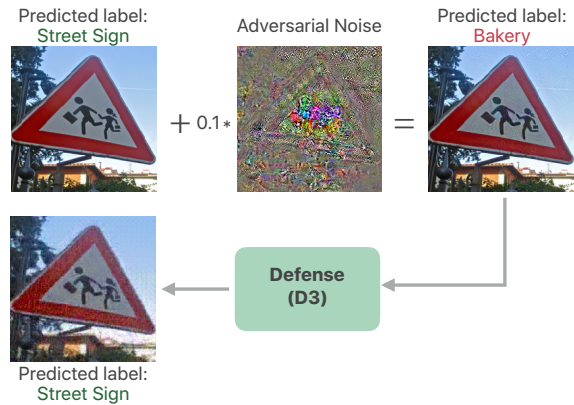 Predicted label:
Street Sign
Adversarial Noise
Predicted label:
Bakery
+ 0.1* =
Defense
(D3)
Predicted label:
Street Sign